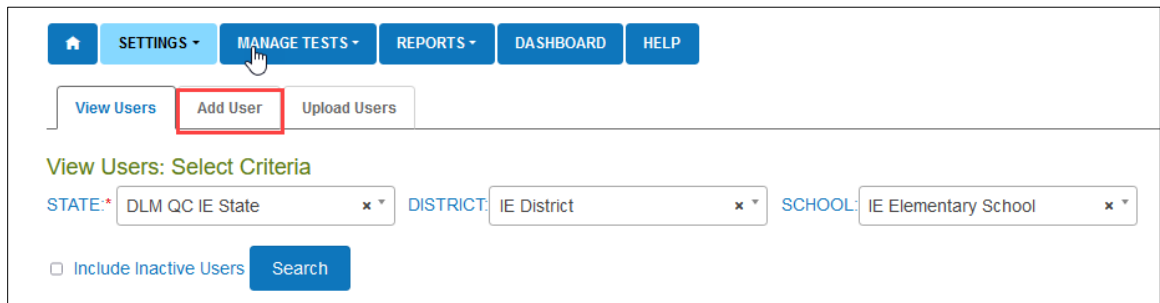 SETTINGS MANAGE TESTS REPORTS DASHBOARD HELP
View Users Add User Upload Users
View Users: Select Criteria
STATE:* DLM QC IE State × DISTRICT: IE District × SCHOOL: IE Elementary School ×
Include Inactive Users Search